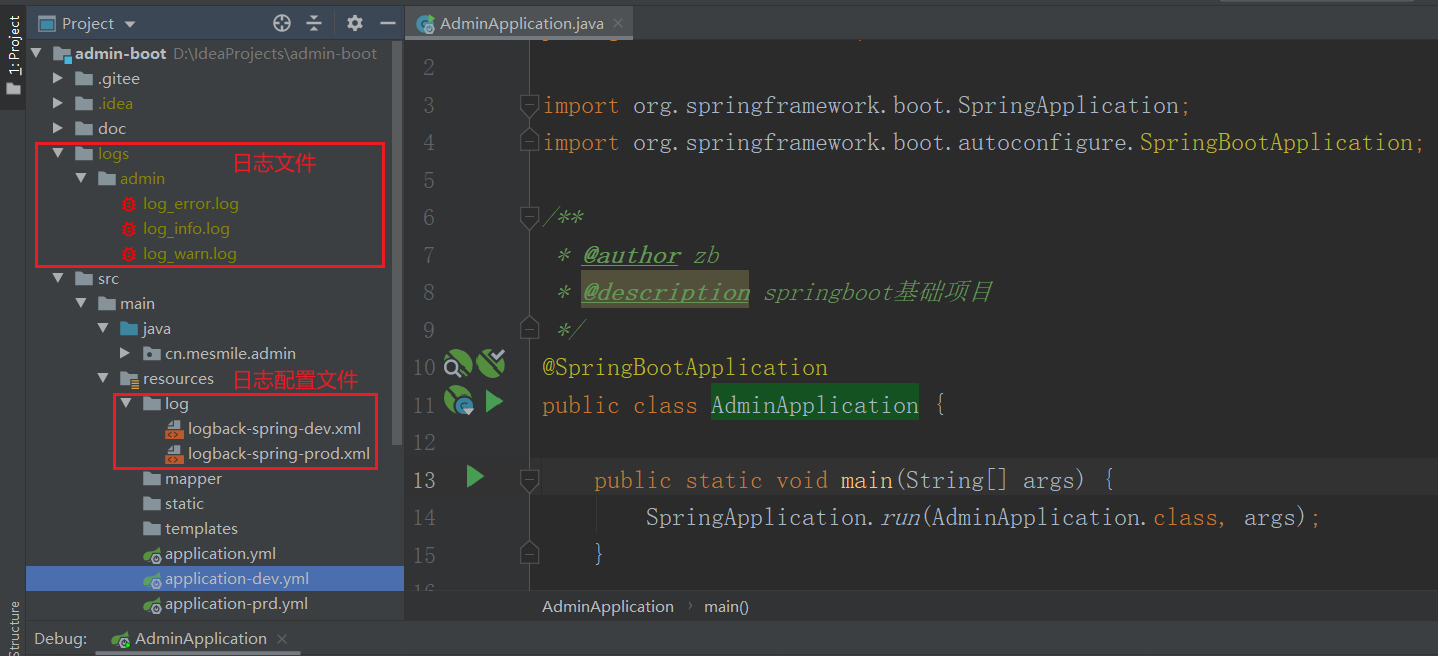 1: Project
Project
admin-boot D:\IdeaProjects\admin-boot
.gitee
.idea
doc
logs
日志文件
admin
log_error.log
log_info.log
log_warn.log
src
main
java
cn.mesmile.admin
resources
日志配置文件
log
logback-spring-dev.xml
logback-spring-prod.xml
mapper
static
templates
application.yml
application-dev.yml
application-prd.yml
Structure
AdminApplication.java
2
3 import org.springframework.boot.SpringApplication;
4 import org.springframework.boot.autoconfigure.SpringBootApplication;
5
6 /**
7 * @author zb
8 * @description springboot基础项目
9 */
10 @SpringBootApplication
11 public class AdminApplication {
12
13 public static void main(String[] args) {
14 SpringApplication.run(AdminApplication.class, args);
15 }
AdminApplication › main()
Debug: AdminApplication